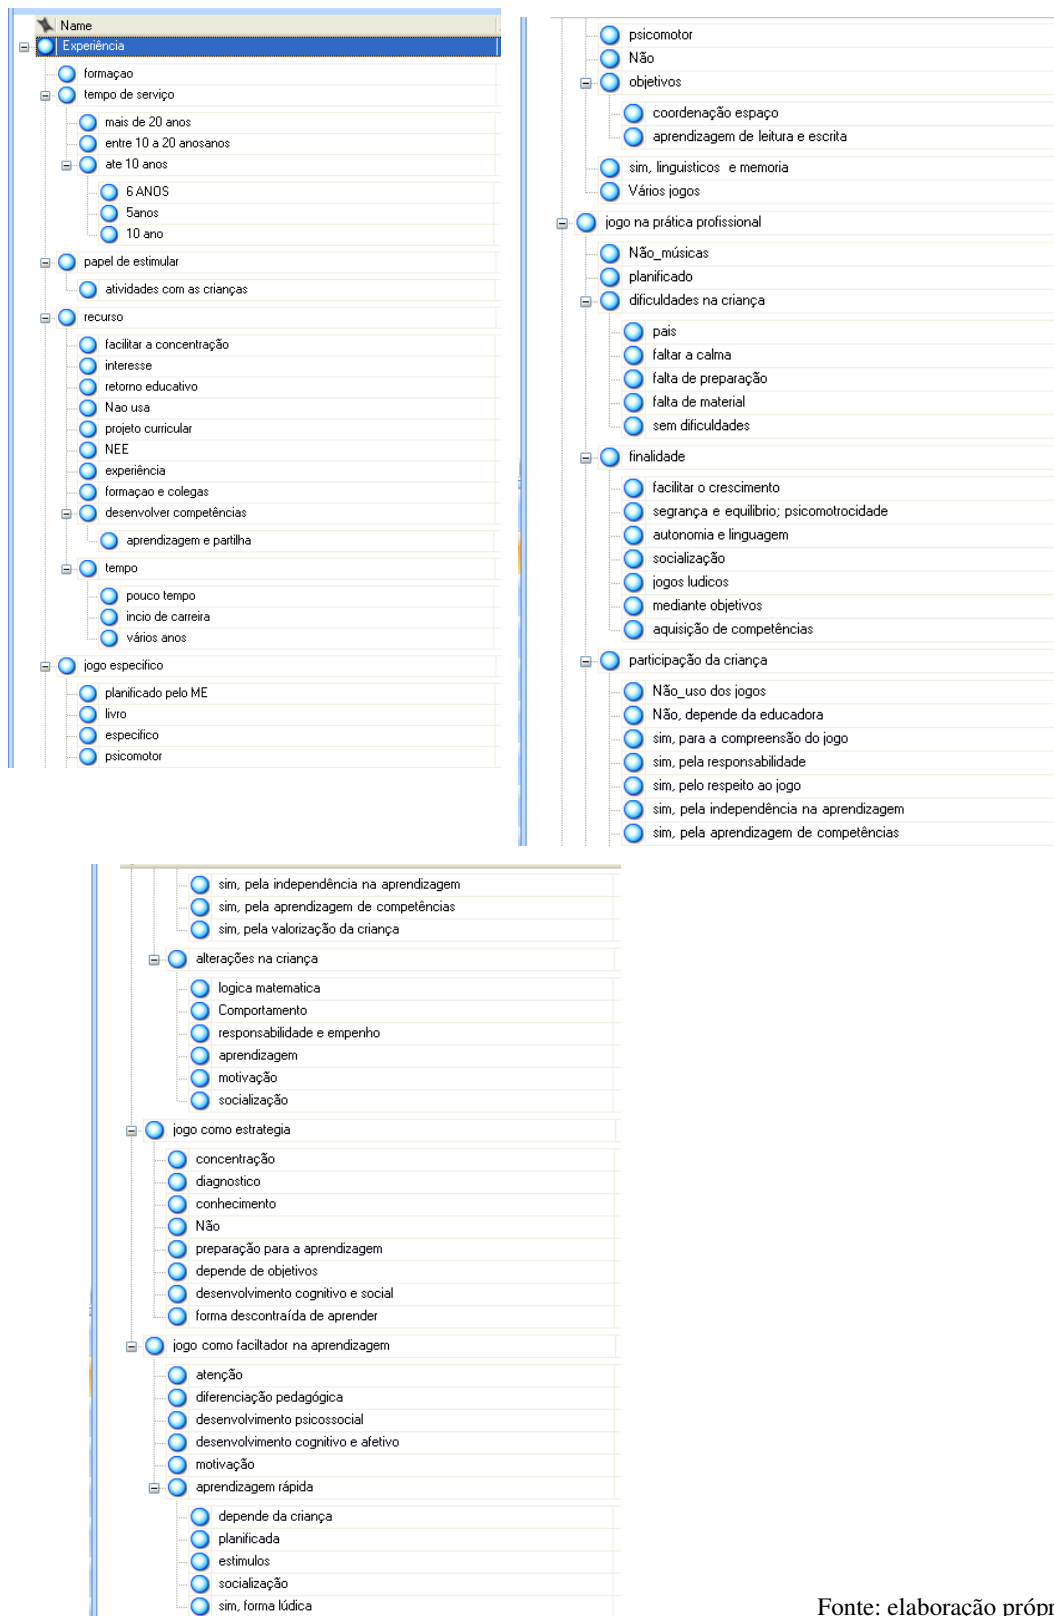 Name
Experiência
formaçao
tempo de serviço
mais de 20 anos
entre 10 a 20 anosanos
ate 10 anos
6 ANOS
5anos
10 ano
papel de estimular
atividades com as crianças
recurso
facilitar a concentração
interesse
retorno educativo
Nao usa
projeto curricular
NEE
experiência
formaçao e colegas
desenvolver competências
aprendizagem e partilha
tempo
pouco tempo
incio de carreira
vários anos
jogo especifico
planificado pelo ME
livro
especifico
psicomotor
psicomotor
Não
objetivos
coordenação espaço
aprendizagem de leitura e escrita
sim, linguisticos e memoria
Vários jogos
jogo na prática profissional
Não_músicas
planificado
dificuldades na criança
pais
faltar a calma
falta de preparação
falta de material
sem dificuldades
finalidade
facilitar o crescimento
segrança e equilibrio; psicomotrocidade
autonomia e linguagem
socialização
jogos ludicos
mediante objetivos
aquisição de competências
participação da criança
Não_uso dos jogos
Não, depende da educadora
sim, para a compreensão do jogo
sim, pela responsabilidade
sim, pelo respeito ao jogo
sim, pela independência na aprendizagem
sim, pela aprendizagem de competências
sim, pela independência na aprendizagem
sim, pela aprendizagem de competências
sim, pela valorização da criança
alterações na criança
logica matematica
Comportamento
responsabilidade e empenho
aprendizagem
motivação
socialização
jogo como estrategia
concentração
diagnostico
conhecimento
Não
preparação para a aprendizagem
depende de objetivos
desenvolvimento cognitivo e social
forma descontraída de aprender
jogo como faciltador na aprendizagem
atenção
diferenciação pedagógica
desenvolvimento psicossocial
desenvolvimento cognitivo e afetivo
motivação
aprendizagem rápida
depende da criança
planificada
estimulos
socialização
sim, forma lúdica
Fonte: elaboração própr